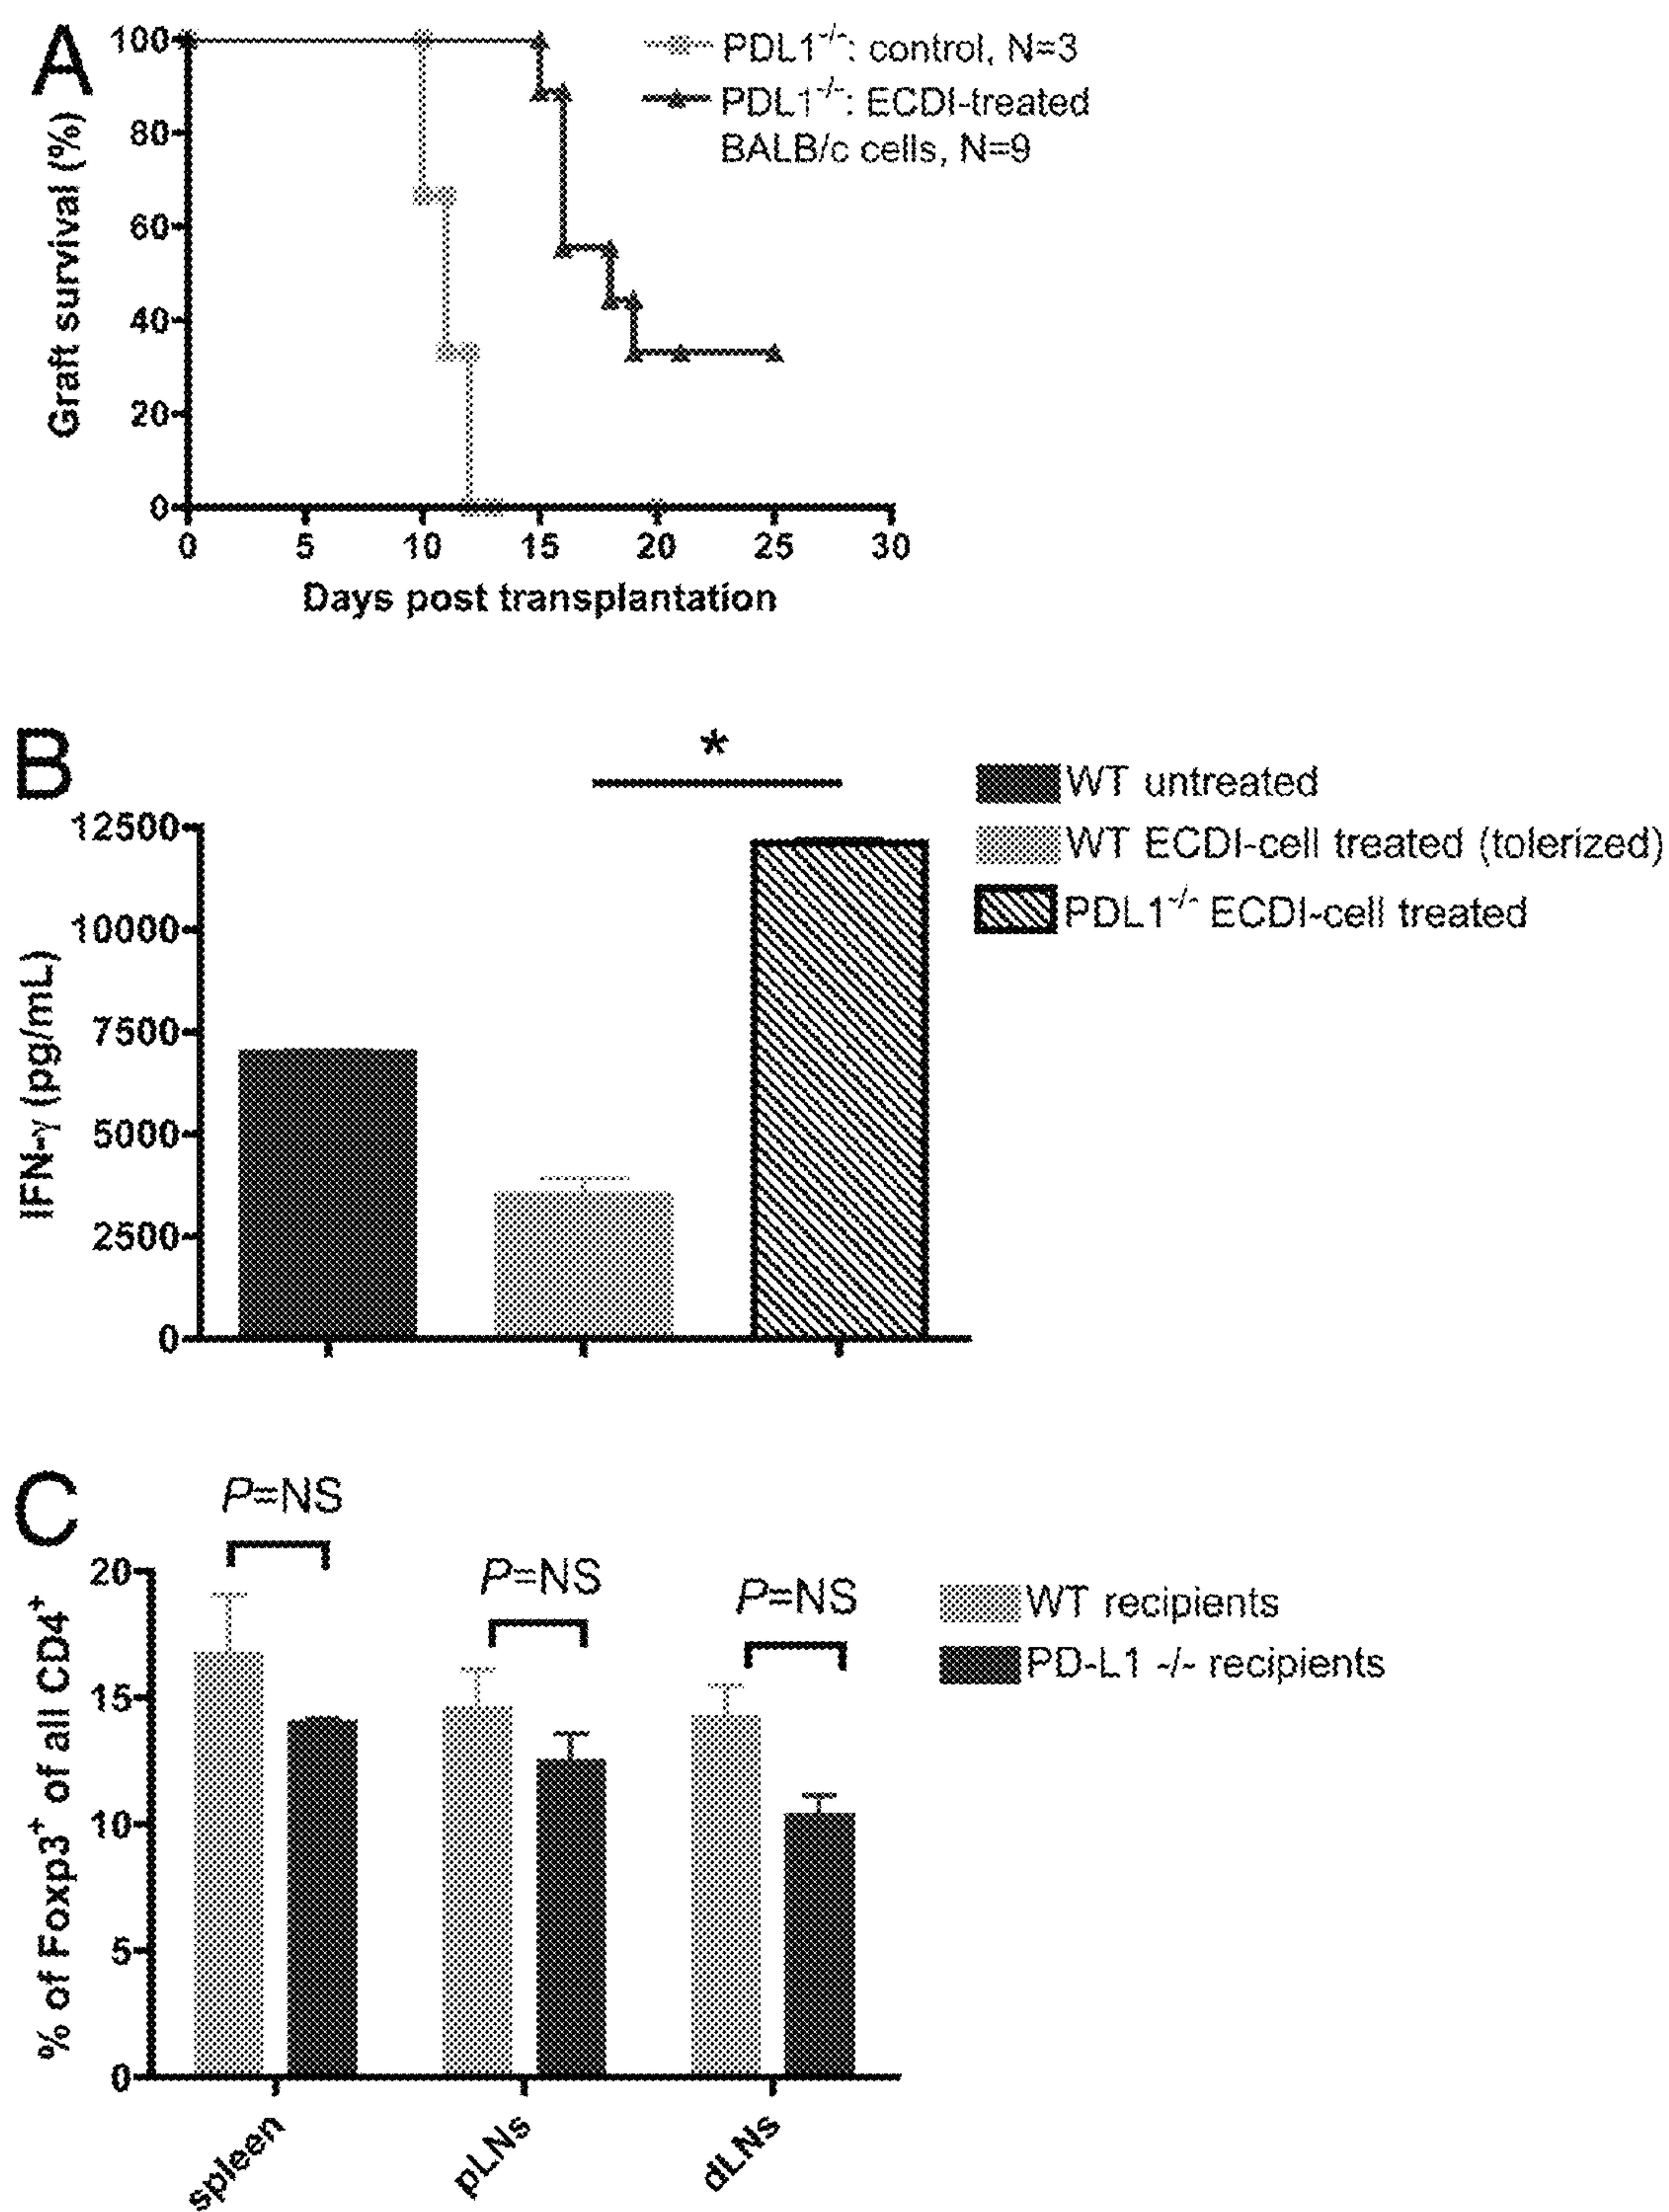 A
PDL1-/-: control, N=3
PDL1-/-: ECDI-treated
BALB/c cells, N=9
Graft survival (%)
100
80
60
40
20
0
0 5 10 15 20 25 30
Days post transplantation
B
*
WT untreated
WT ECDI-cell treated (tolerized)
PDL1-/- ECDI-cell treated
IFN-γ (pg/mL)
12500
10000
7500
5000
2500
0
C
P=NS
P=NS
P=NS
WT recipients
PD-L1 -/- recipients
% of Foxp3+ of all CD4+
20
15
10
5
0
spleen
pLNs
dLNs